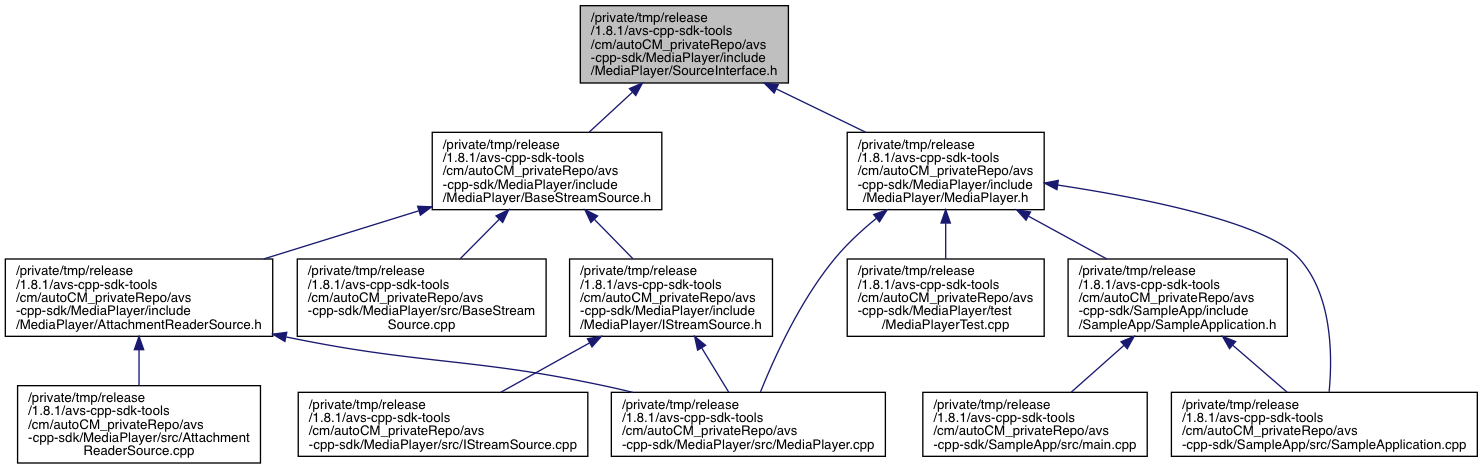 /private/tmp/release
/1.8.1/avs-cpp-sdk-tools
/cm/autoCM_privateRepo/avs
-cpp-sdk/MediaPlayer/include
/MediaPlayer/SourceInterface.h
/private/tmp/release
/1.8.1/avs-cpp-sdk-tools
/cm/autoCM_privateRepo/avs
-cpp-sdk/MediaPlayer/include
/MediaPlayer/BaseStreamSource.h
/private/tmp/release
/1.8.1/avs-cpp-sdk-tools
/cm/autoCM_privateRepo/avs
-cpp-sdk/MediaPlayer/include
/MediaPlayer/MediaPlayer.h
/private/tmp/release
/1.8.1/avs-cpp-sdk-tools
/cm/autoCM_privateRepo/avs
-cpp-sdk/MediaPlayer/include
/MediaPlayer/AttachmentReaderSource.h
/private/tmp/release
/1.8.1/avs-cpp-sdk-tools
/cm/autoCM_privateRepo/avs
-cpp-sdk/MediaPlayer/src/BaseStream
Source.cpp
/private/tmp/release
/1.8.1/avs-cpp-sdk-tools
/cm/autoCM_privateRepo/avs
-cpp-sdk/MediaPlayer/include
/MediaPlayer/IStreamSource.h
/private/tmp/release
/1.8.1/avs-cpp-sdk-tools
/cm/autoCM_privateRepo/avs
-cpp-sdk/MediaPlayer/test
/MediaPlayerTest.cpp
/private/tmp/release
/1.8.1/avs-cpp-sdk-tools
/cm/autoCM_privateRepo/avs
-cpp-sdk/SampleApp/include
/SampleApp/SampleApplication.h
/private/tmp/release
/1.8.1/avs-cpp-sdk-tools
/cm/autoCM_privateRepo/avs
-cpp-sdk/MediaPlayer/src/Attachment
ReaderSource.cpp
/private/tmp/release
/1.8.1/avs-cpp-sdk-tools
/cm/autoCM_privateRepo/avs
-cpp-sdk/MediaPlayer/src/IStreamSource.cpp
/private/tmp/release
/1.8.1/avs-cpp-sdk-tools
/cm/autoCM_privateRepo/avs
-cpp-sdk/MediaPlayer/src/MediaPlayer.cpp
/private/tmp/release
/1.8.1/avs-cpp-sdk-tools
/cm/autoCM_privateRepo/avs
-cpp-sdk/SampleApp/src/main.cpp
/private/tmp/release
/1.8.1/avs-cpp-sdk-tools
/cm/autoCM_privateRepo/avs
-cpp-sdk/SampleApp/src/SampleApplication.cpp